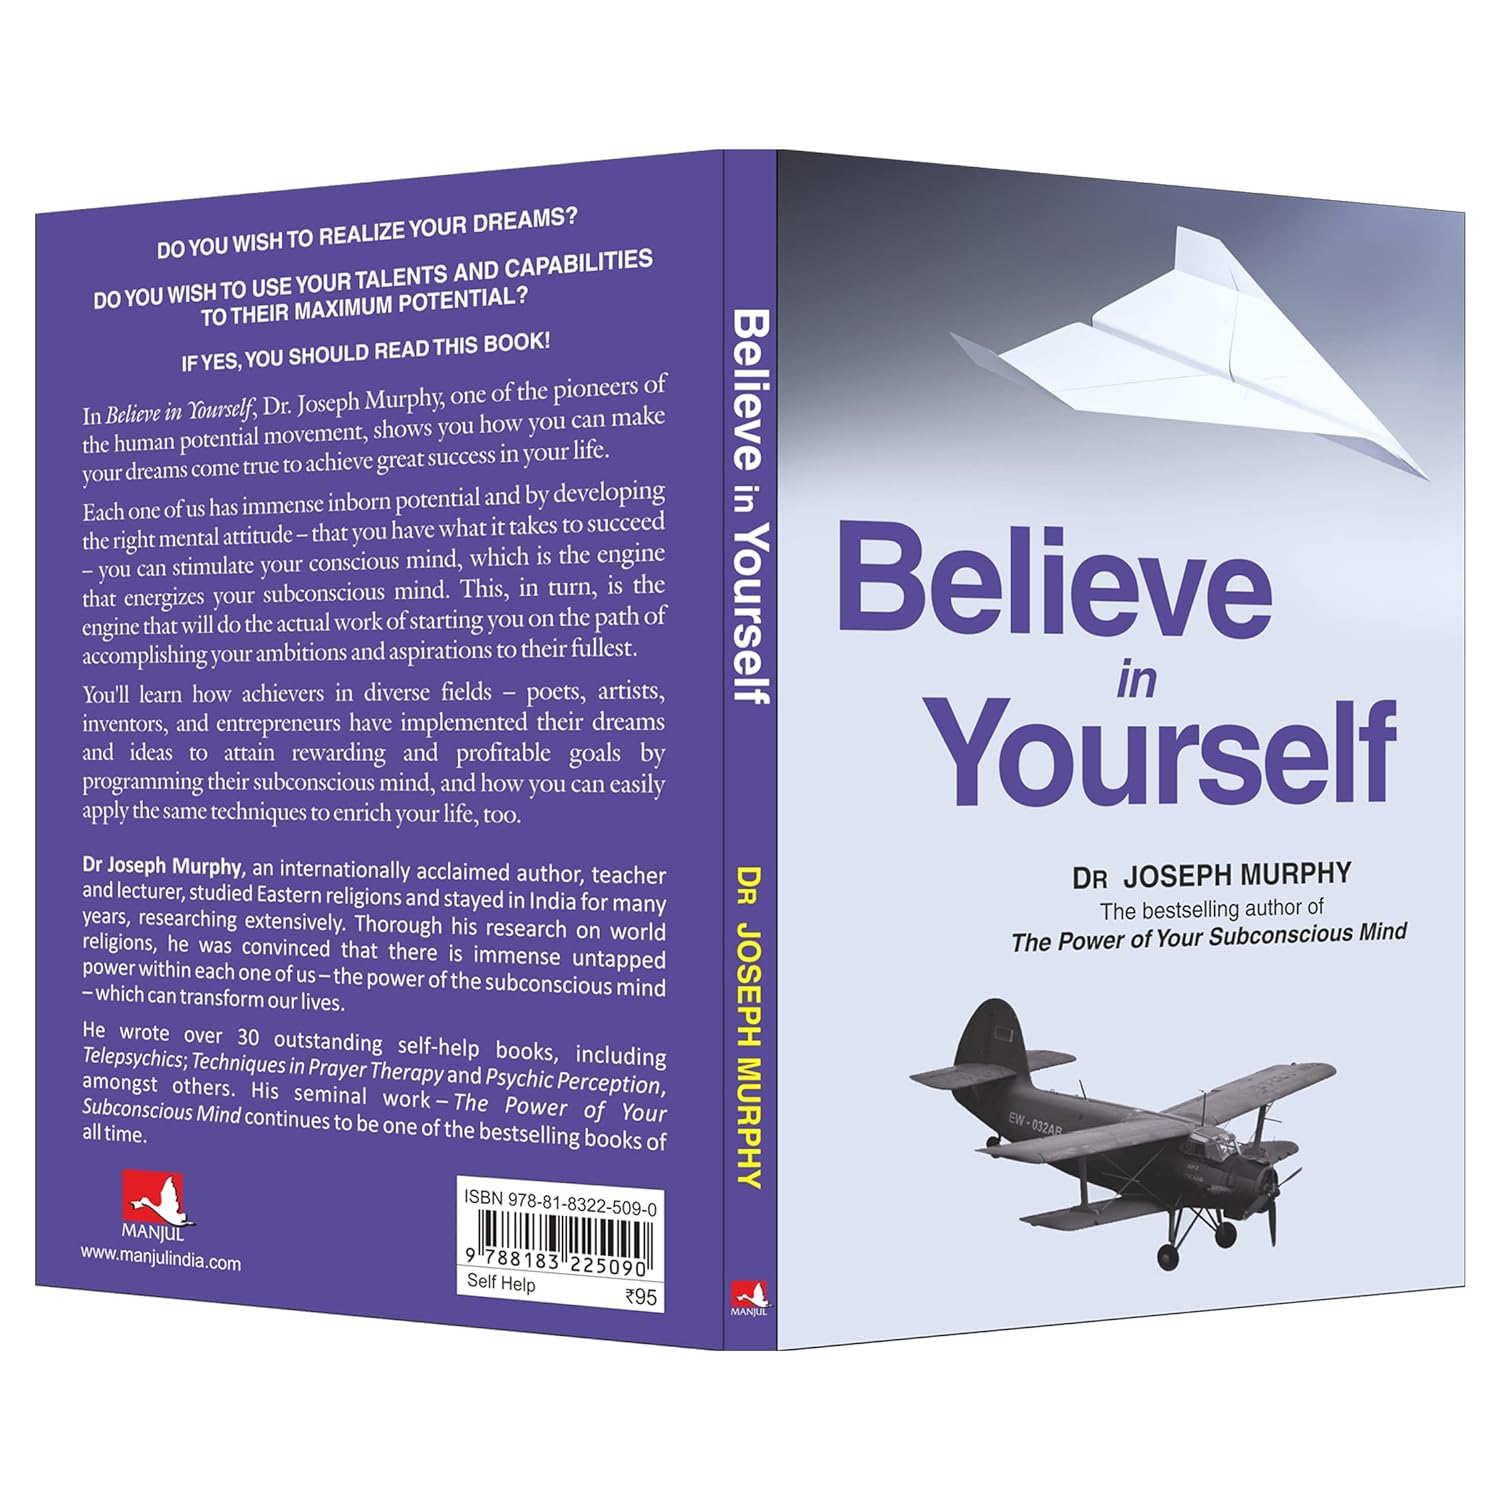 DO YOU WISH TO REALIZE YOUR DREAMS?
DO YOU WISH TO USE YOUR TALENTS AND CAPABILITIES
TO THEIR MAXIMUM POTENTIAL?
IF YES, YOU SHOULD READ THIS BOOK!
In Believe in Yourself, Dr. Joseph Murphy, one of the pioneers of
the human potential movement, shows you how you can make
your dreams come true to achieve great success in your life.
Each one of us has immense inborn potential and by developing
the right mental attitude – that you have what it takes to succeed
– you can stimulate your conscious mind, which is the engine
that energizes your subconscious mind. This, in turn, is the
engine that will do the actual work of starting you on the path of
accomplishing your ambitions and aspirations to their fullest.
You'll learn how achievers in diverse fields – poets, artists,
inventors, and entrepreneurs have implemented their dreams
and ideas to attain rewarding and profitable goals by
programming their subconscious mind, and how you can easily
apply the same techniques to enrich your life, too.
Dr Joseph Murphy, an internationally acclaimed author, teacher
and lecturer, studied Eastern religions and stayed in India for many
years, researching extensively. Thorough his research on world
religions, he was convinced that there is immense untapped
power within each one of us – the power of the subconscious mind
– which can transform our lives.
He wrote over 30 outstanding self-help books, including
Telepsychics; Techniques in Prayer Therapy and Psychic Perception,
amongst others. His seminal work – The Power of Your
Subconscious Mind continues to be one of the bestselling books of
all time.
MANJUL
www.manjulindia.com
ISBN 978-81-8322-509-0
9 788183 225090
Self Help
₹95
Believe in Yourself
DR JOSEPH MURPHY
MANJUL
Believe
in
Yourself
DR JOSEPH MURPHY
The bestselling author of
The Power of Your Subconscious Mind
EW - 032AB